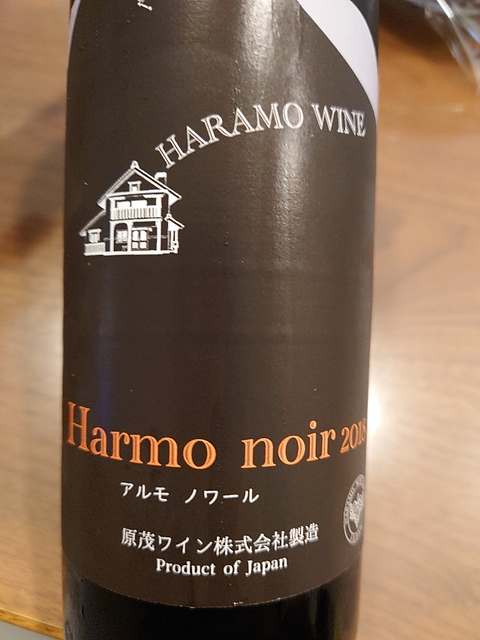 HARAMO WINE
Harmo noir 2018
アルモ ノワール
原茂ワイン株式会社製造
Product of Japan